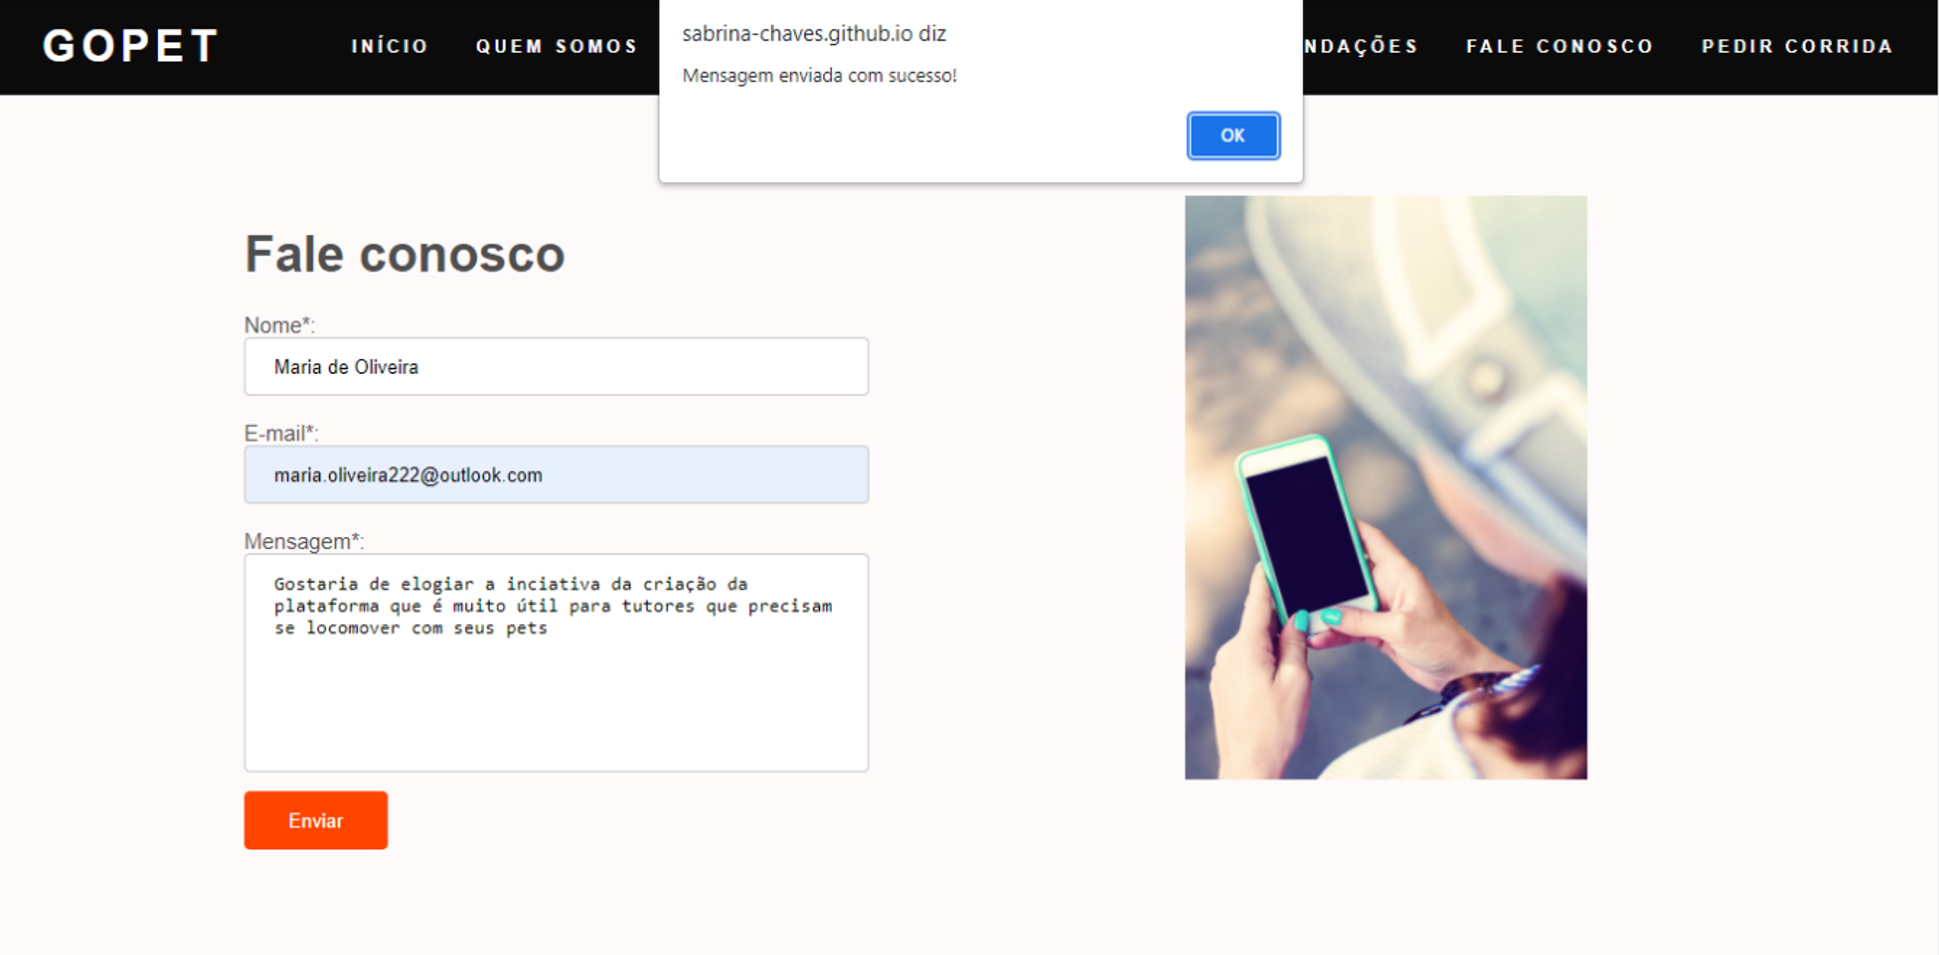 GOPET
INÍCIO
QUEM SOMOS
NDAÇÕES
FALE CONOSCO
PEDIR CORRIDA
sabrina-chaves.github.io diz
Mensagem enviada com sucesso!
OK
Fale conosco
Nome*:
Maria de Oliveira
E-mail*:
maria.oliveira222@outlook.com
Mensagem*:
Gostaria de elogiar a inciativa da criação da
plataforma que é muito útil para tutores que precisam
se locomover com seus pets
Enviar